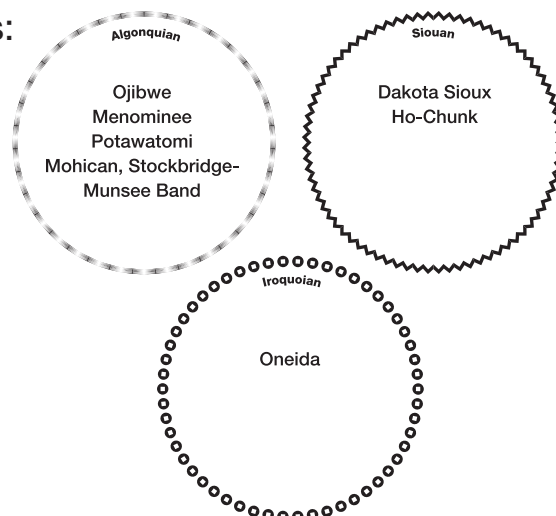 s:
Algonquian
Ojibwe
Menominee
Potawatomi
Mohican, Stockbridge-
Munsee Band
Siouan
Dakota Sioux
Ho-Chunk
Iroquoian
Oneida